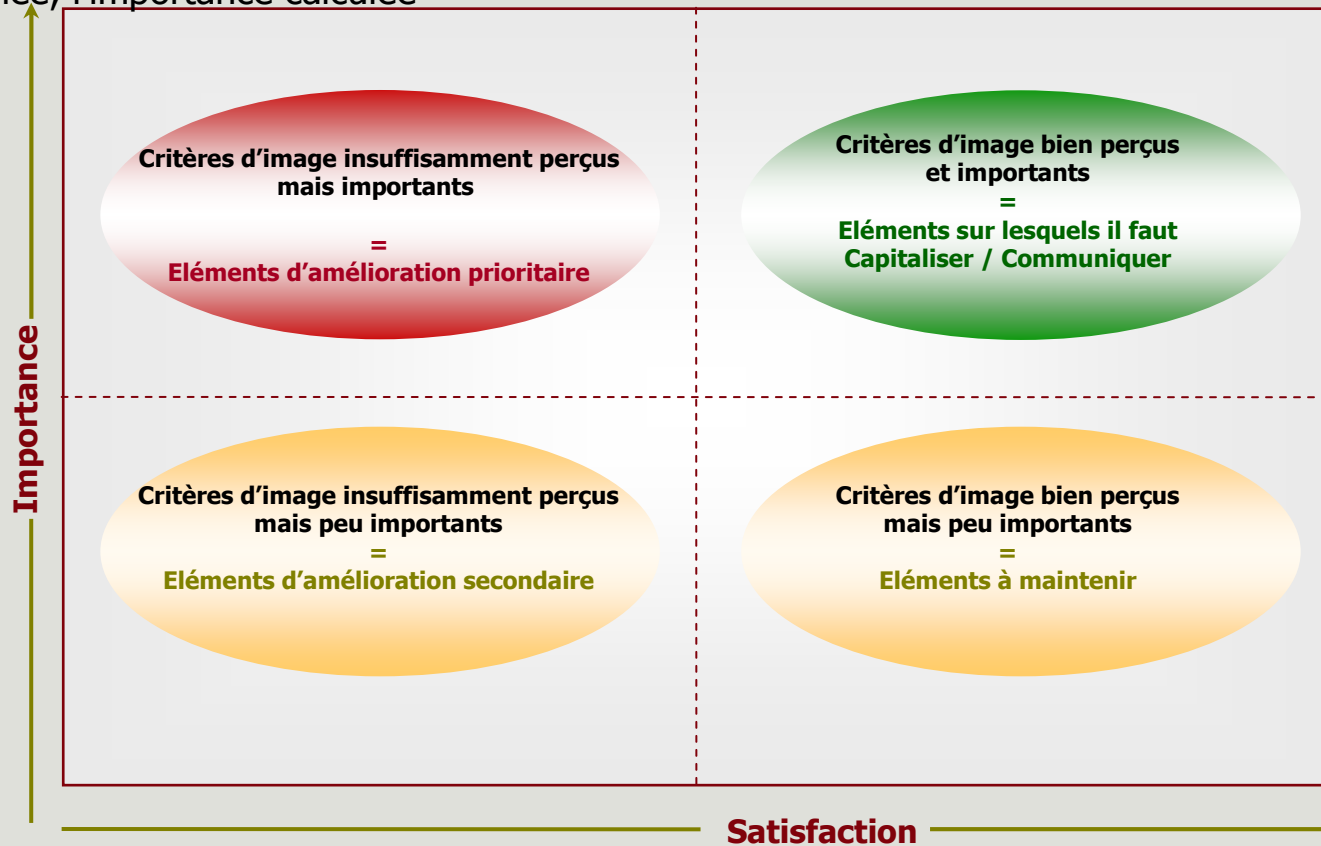 l'importance calculée
Importance
Critères d'image insuffisamment perçus
mais importants
=
Eléments d'amélioration prioritaire
Critères d'image bien perçus
et importants
=
Eléments sur lesquels il faut
Capitaliser / Communiquer
Critères d'image insuffisamment perçus
mais peu importants
=
Eléments d'amélioration secondaire
Critères d'image bien perçus
mais peu importants
=
Eléments à maintenir
Satisfaction